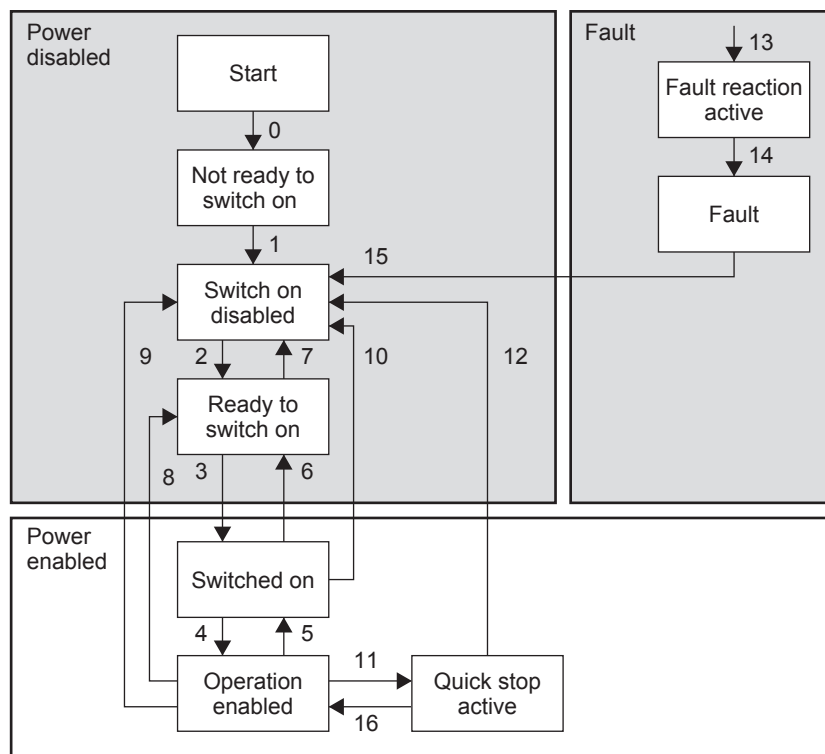 Power
disabled
Fault
Start
13
Fault reaction
active
0
14
Not ready to
switch on
Fault
1
15
Switch on
disabled
9
2
7
10
12
Ready to
switch on
8
3
6
Power
enabled
Switched on
4
5
Operation
enabled
11
16
Quick stop
active